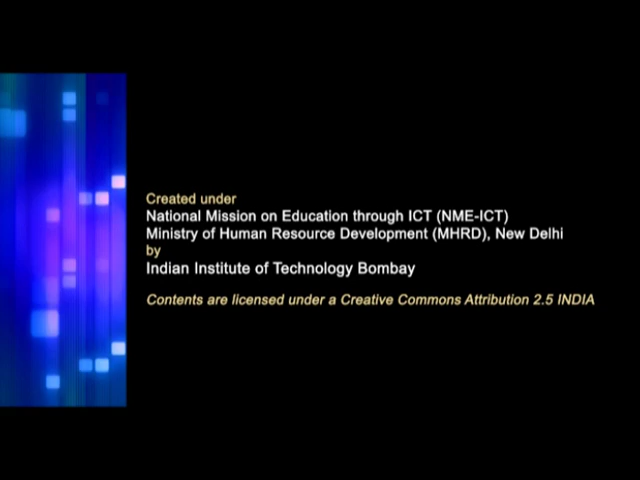 Created under
National Mission on Education through ICT (NME-ICT)
Ministry of Human Resource Development (MHRD), New Delhi
by
Indian Institute of Technology Bombay
Contents are licensed under a Creative Commons Attribution 2.5 INDIA